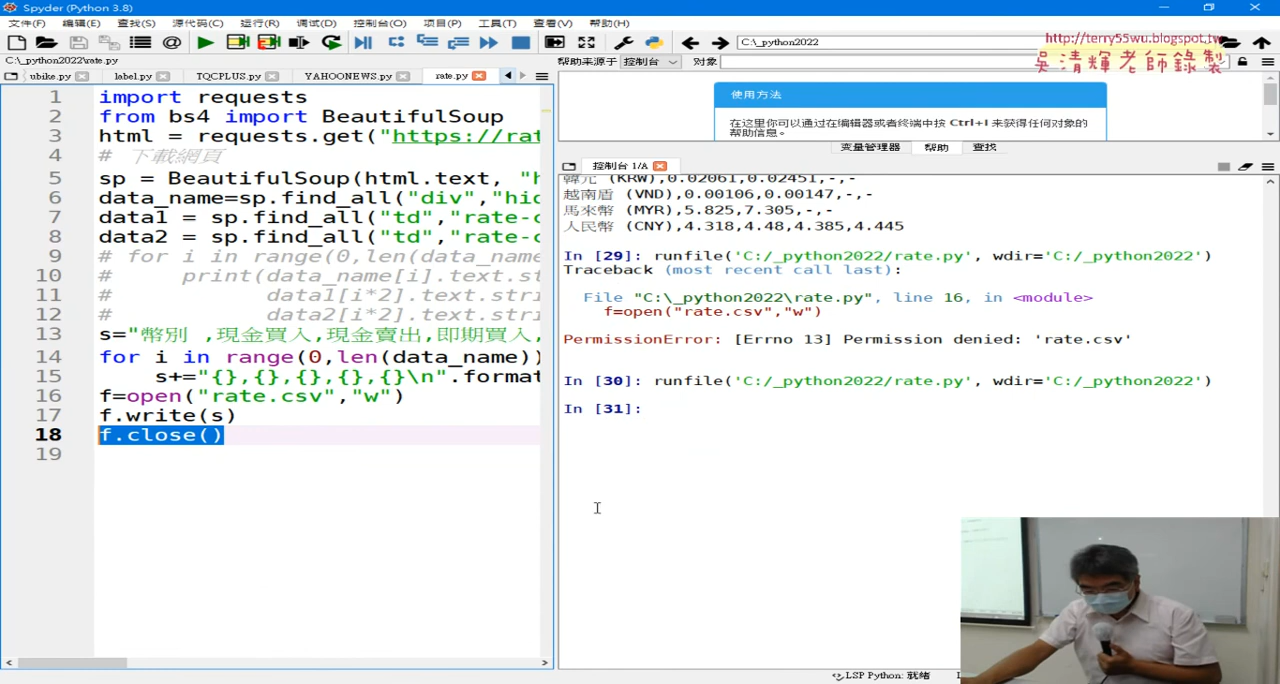 Spyder (Python 3.8)
文件(F) 编辑(E) 查找(S) 源代码(C) 运行(R) 调试(D) 控制台(O) 项目(P) 工具(T) 查看(V) 帮助(H)
C:\_python2022
http://terry55wu.blogspot.tw
吳清輝老師錄製
C:\_python2022\rate.py
帮助来源于 控制台 对象
ubike.py label.py TQCPLUS.py YAHOONEWS.py rate.py
1 import requests
2 from bs4 import BeautifulSoup
3 html = requests.get("https://rat
4 # 下載網頁
5 sp = BeautifulSoup(html.text, "h
6 data_name=sp.find_all("div","hid
7 data1 = sp.find_all("td","rate-c
8 data2 = sp.find_all("td","rate-c
9 # for i in range(0,len(data_name
10 # print(data_name[i].text.st
11 # data1[i*2].text.stri
12 # data2[i*2].text.stri
13 s="幣別 ,現金買入,現金賣出,即期買入,
14 for i in range(0,len(data_name))
15 s+="{},{},{},{},{}\n".format
16 f=open("rate.csv","w")
17 f.write(s)
18 f.close()
19
使用方法
在这里你可以通过在编辑器或者终端中按 Ctrl+I 来获得任何对象的
帮助信息。
变量管理器 帮助 查找
控制台 1/A
韓元 (KRW),0.02061,0.02451,-,-
越南盾 (VND),0.00106,0.00147,-,-
馬來幣 (MYR),5.825,7.305,-,-
人民幣 (CNY),4.318,4.48,4.385,4.445
In [29]: runfile('C:/_python2022/rate.py', wdir='C:/_python2022')
Traceback (most recent call last):
File "C:\_python2022\rate.py", line 16, in <module>
f=open("rate.csv","w")
PermissionError: [Errno 13] Permission denied: 'rate.csv'
In [30]: runfile('C:/_python2022/rate.py', wdir='C:/_python2022')
In [31]:
LSP Python: 就绪